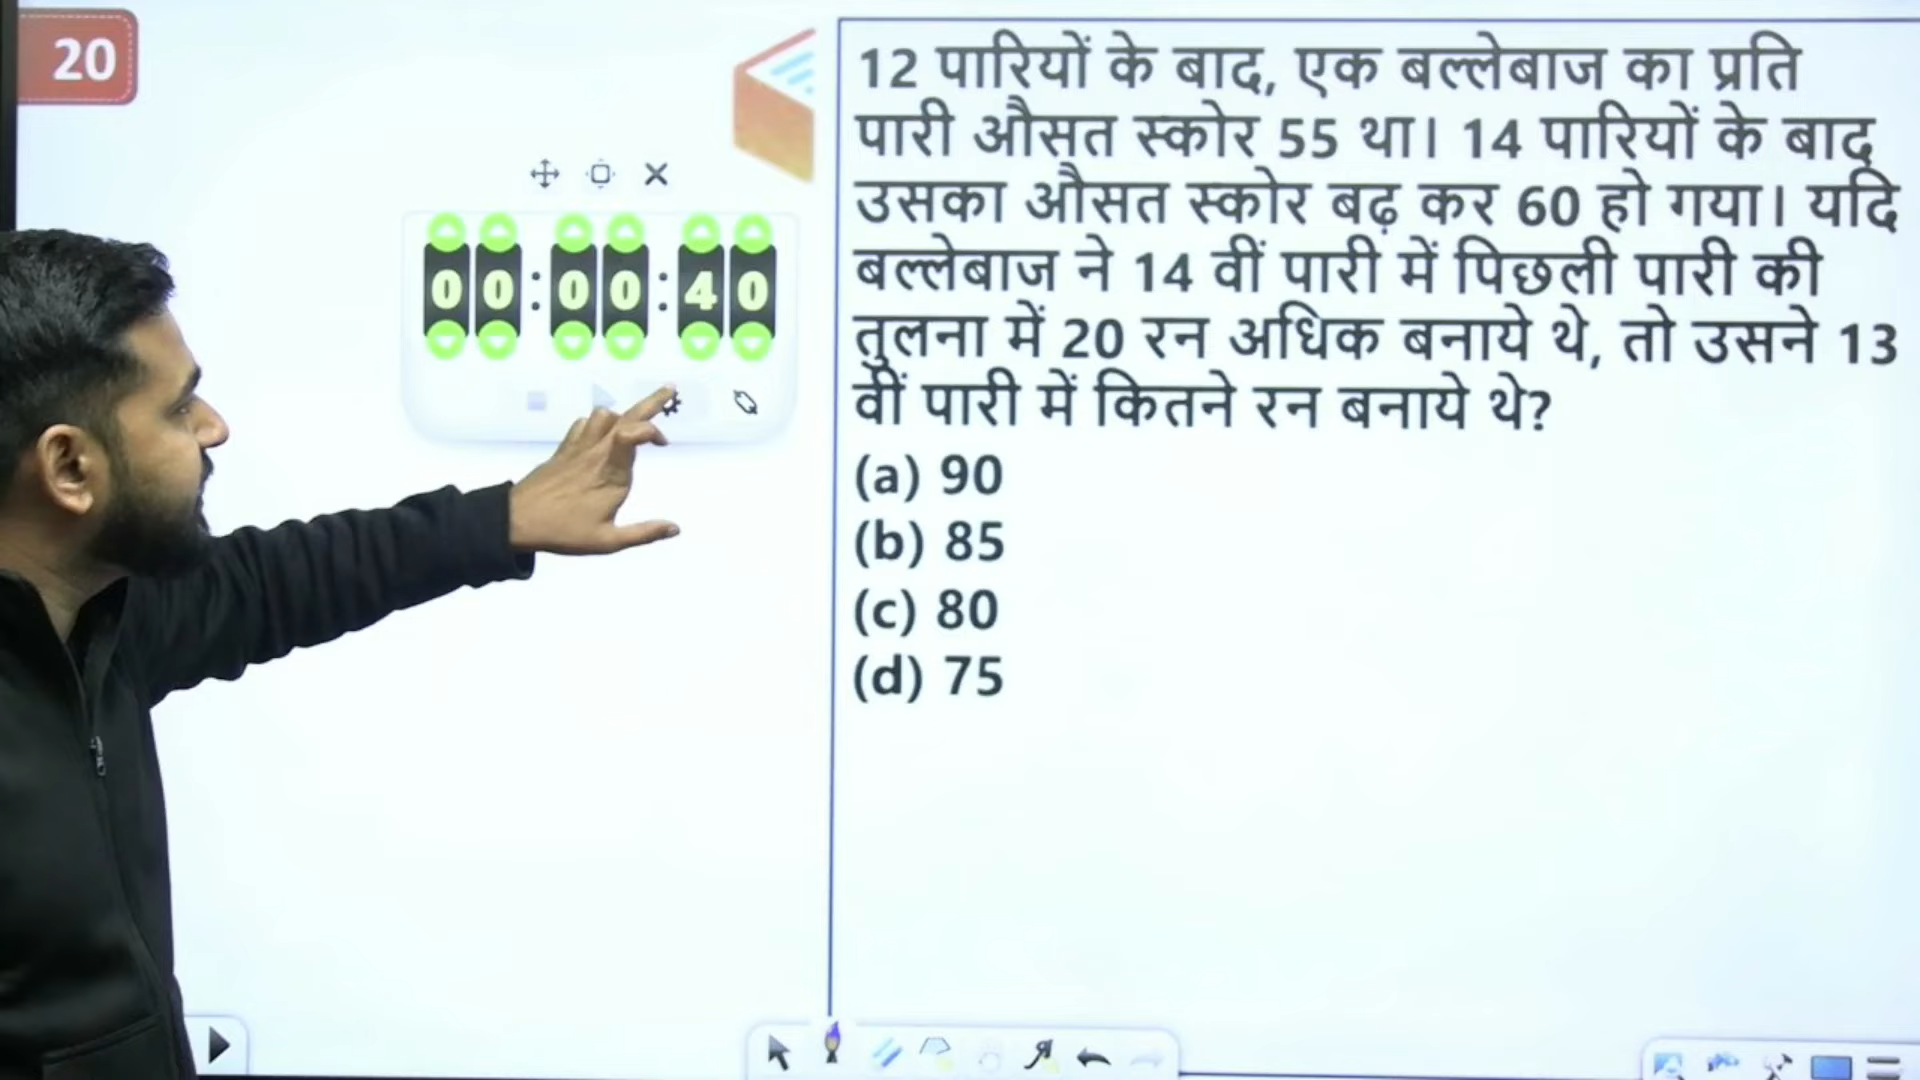 20
00:00:40
12 पारियों के बाद, एक बल्लेबाज का प्रति
पारी औसत स्कोर 55 था। 14 पारियों के बाद
उसका औसत स्कोर बढ़ कर 60 हो गया। यदि
बल्लेबाज ने 14 वीं पारी में पिछली पारी की
तुलना में 20 रन अधिक बनाये थे, तो उसने 13
वीं पारी में कितने रन बनाये थे?
(a) 90
(b) 85
(c) 80
(d) 75